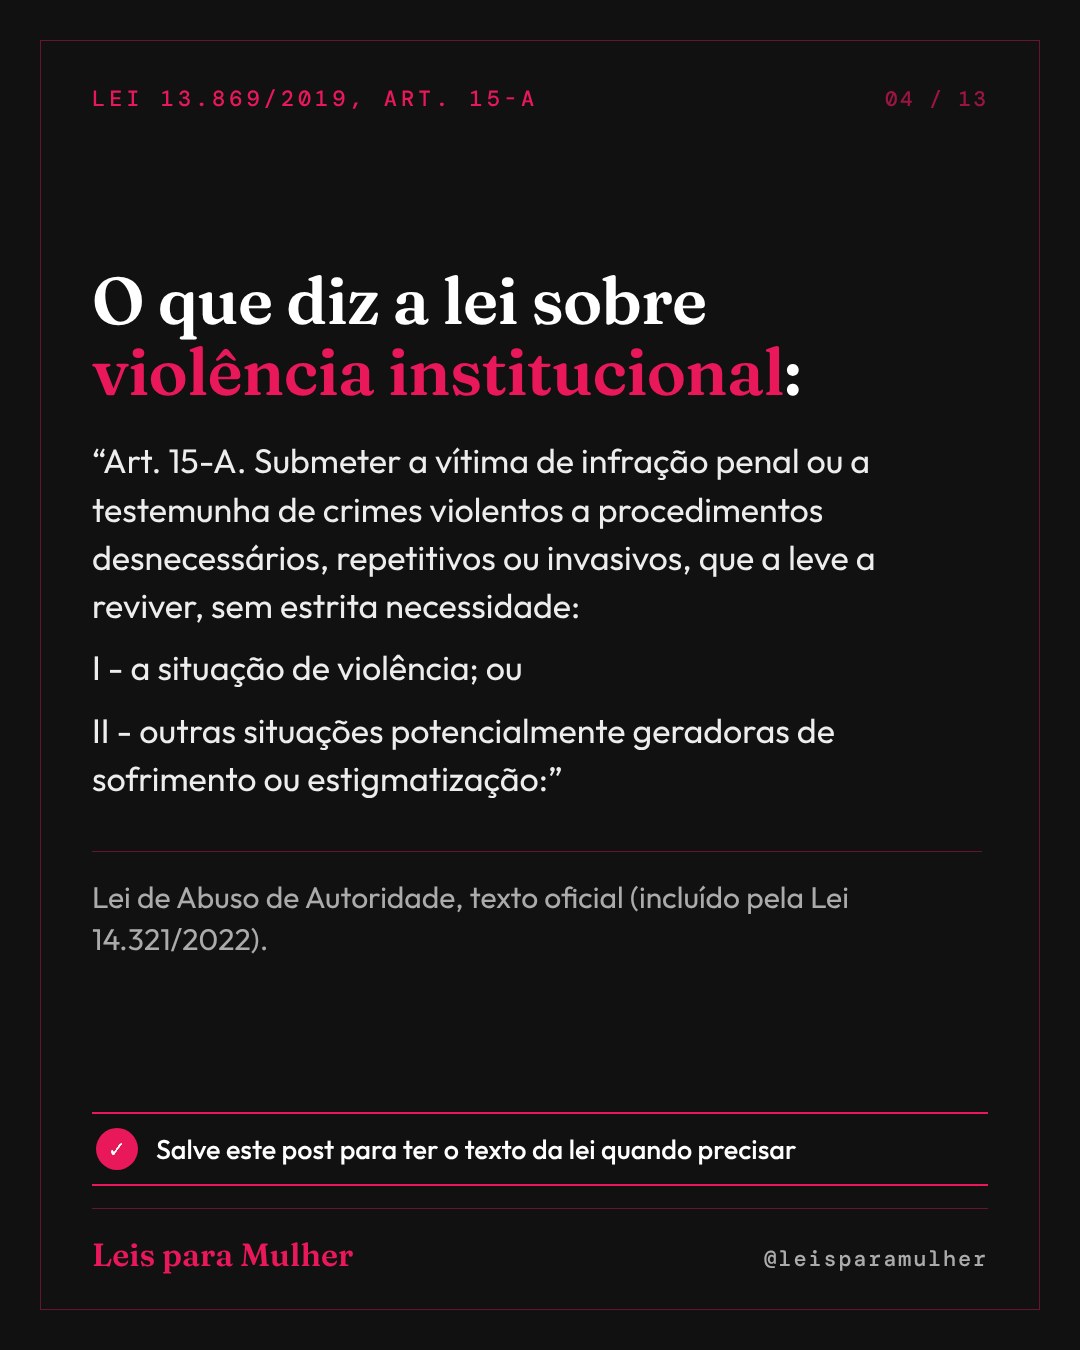 LEI 13.869/2019, ART. 15-A
04 / 13
O que diz a lei sobre
violência institucional:
“Art. 15-A. Submeter a vítima de infração penal ou a
testemunha de crimes violentos a procedimentos
desnecessários, repetitivos ou invasivos, que a leve a
reviver, sem estrita necessidade:
I - a situação de violência; ou
II - outras situações potencialmente geradoras de
sofrimento ou estigmatização:”
Lei de Abuso de Autoridade, texto oficial (incluído pela Lei
14.321/2022).
✓ Salve este post para ter o texto da lei quando precisar
Leis para Mulher
@leisparamulher